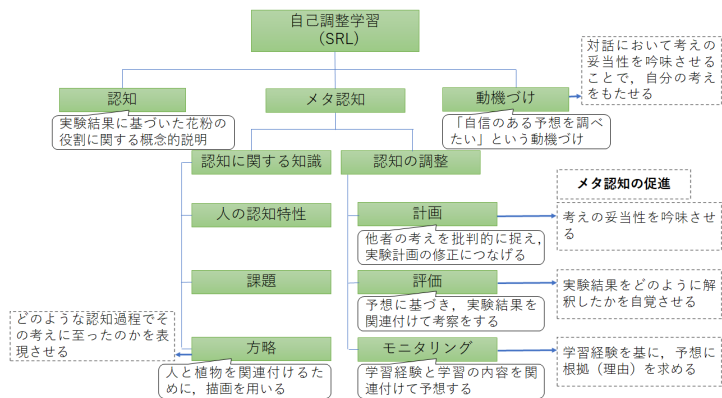 自己調整学習
（SRL）
対話において考えの
妥当性を吟味させる
ことで，自分の考え
をもたせる
認知
メタ認知
動機づけ
実験結果に基づいた花粉の
役割に関する概念的説明
「自信のある予想を調べ
たい」という動機づけ
認知に関する知識
認知の調整
メタ認知の促進
人の認知特性
計画
考えの妥当性を吟味させ
る
他者の考えを批判的に捉え，
実験計画の修正につなげる
課題
評価
実験結果をどのように解
釈したかを自覚させる
予想に基づき，実験結果を
関連付けて考察をする
どのような認知過程でそ
の考えに至ったのかを表
現させる
方略
モニタリング
学習経験を基に，予想に
根拠（理由）を求める
人と植物を関連付けるた
めに，描画を用いる
学習経験と学習の内容を関
連付けて予想する